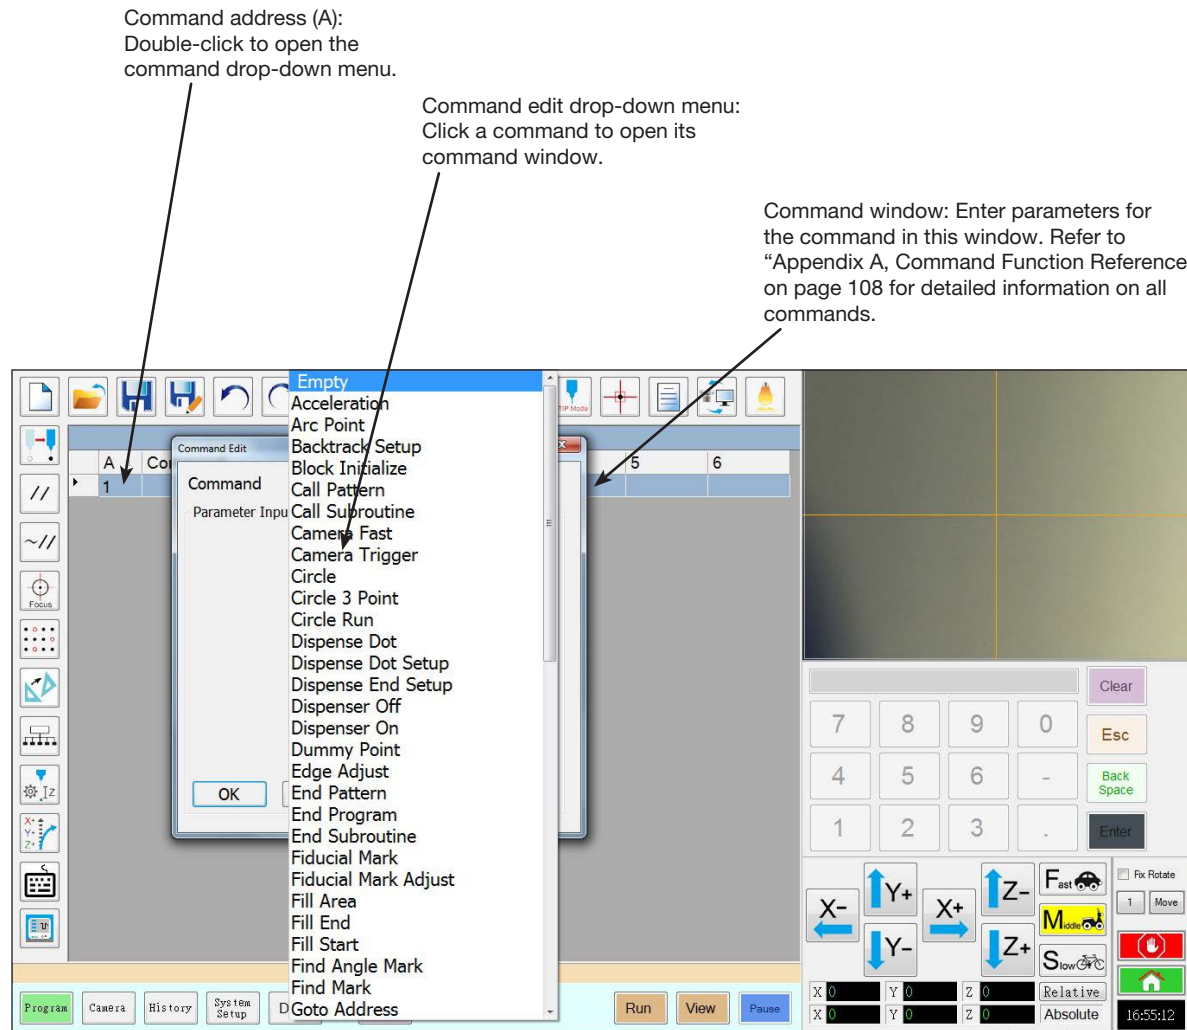 Command address (A):
Double-click to open the
command drop-down menu.
Command edit drop-down menu:
Click a command to open its
command window.
Command window: Enter parameters for
the command in this window. Refer to
“Appendix A, Command Function Reference
on page 108 for detailed information on all
commands.
TIP Mode
A
5
6
1
Command Edit
Command
OK
Empty
Acceleration
Arc Point
Backtrack Setup
Block Initialize
Call Pattern
Call Subroutine
Camera Fast
Camera Trigger
Circle
Circle 3 Point
Circle Run
Dispense Dot
Dispense Dot Setup
Dispense End Setup
Dispenser Off
Dispenser On
Dummy Point
Edge Adjust
End Pattern
End Program
End Subroutine
Fiducial Mark
Fiducial Mark Adjust
Fill Area
Fill End
Fill Start
Find Angle Mark
Find Mark
Goto Address
//
~//
Focus
Z
X+
Y+
Z+
Program
Camera
History
System
Setup
D
Run
View
Pause
Clear
7 8 9 0
Esc
4 5 6 -
Back
Space
1 2 3 .
Enter
X-
Y+
Y-
X+
Z-
Z+
Fast
Middle
Slow
Fix Rotate
1 Move
X 0 Y 0 Z 0 Relative
X 0 Y 0 Z 0 Absolute
16:55:12